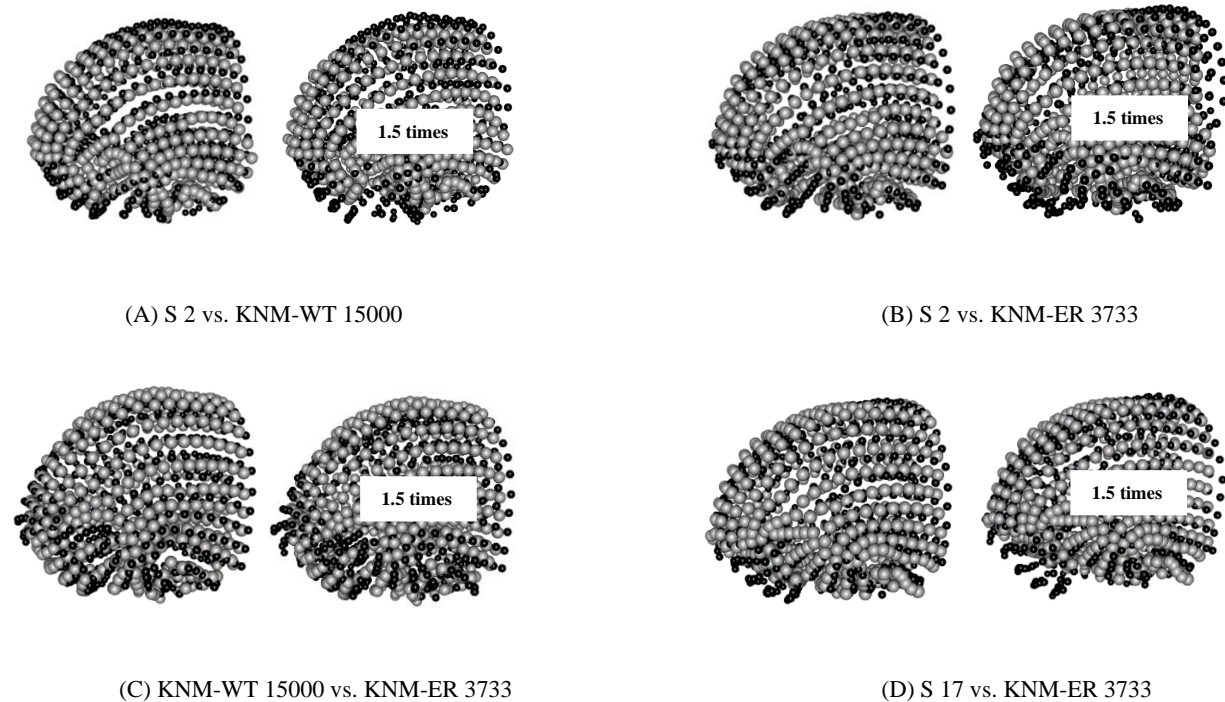 1.5 times
1.5 times
(A) S 2 vs. KNM-WT 15000
(B) S 2 vs. KNM-ER 3733
1.5 times
1.5 times
(C) KNM-WT 15000 vs. KNM-ER 3733
(D) S 17 vs. KNM-ER 3733